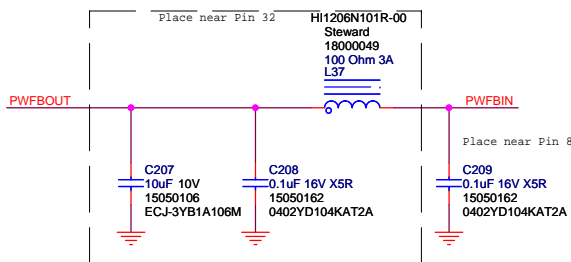 Place near Pin 32
HI1206N101R-00
Steward
18000049
100 Ohm 3A
L37
PWFBOUT
PWFBIN
Place near Pin 8
C207
10uF 10V
15050106
ECJ-3YB1A106M
C208
0.1uF 16V X5R
15050162
0402YD104KAT2A
C209
0.1uF 16V X5R
15050162
0402YD104KAT2A